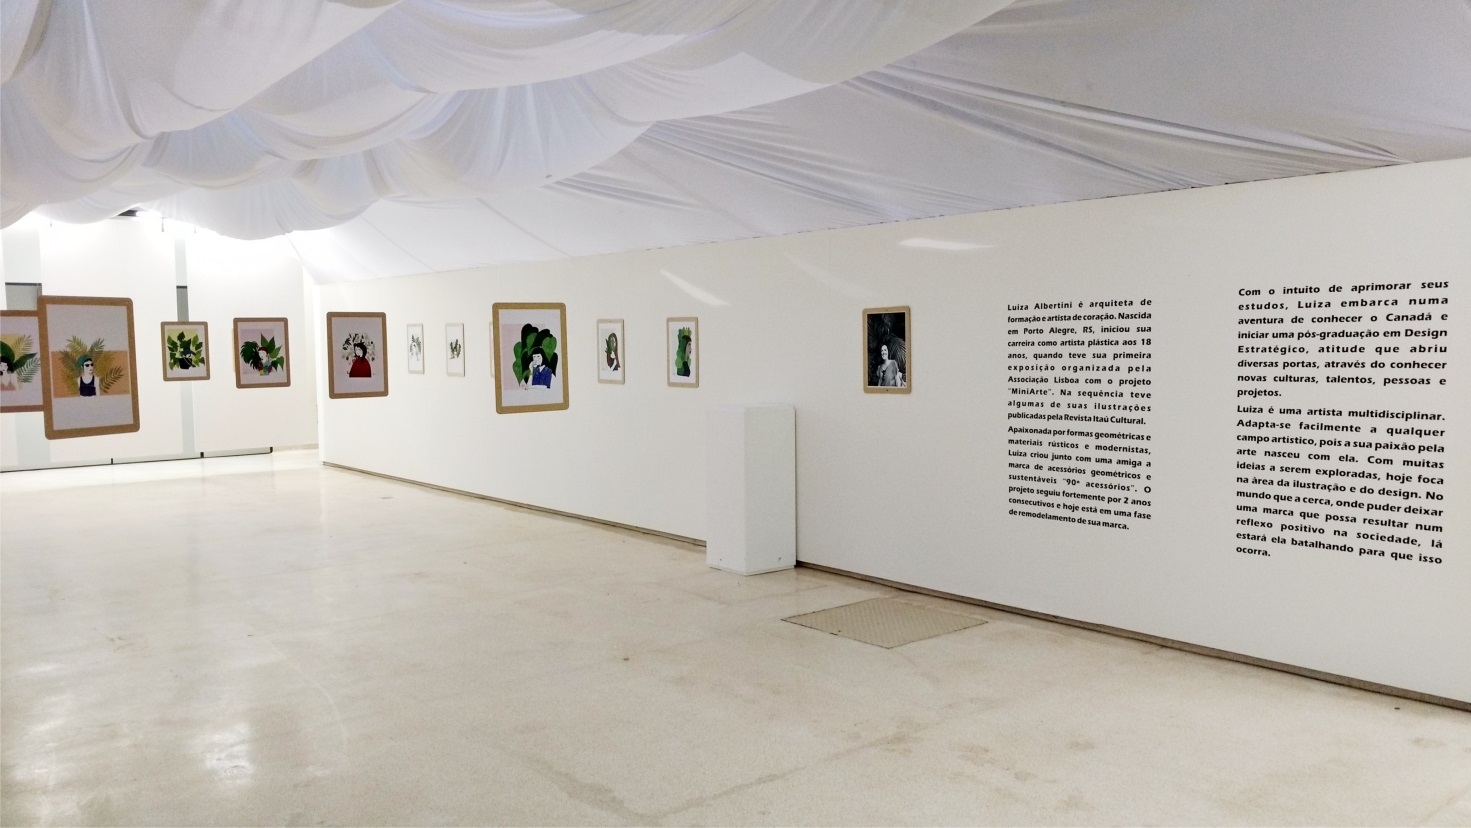 Luiza Albertini é arquiteta de
formação e artista de coração. Nascida
em Porto Alegre, RS, iniciou sua
carreira como artista plástica aos 18
anos, quando teve sua primeira
exposição organizada pela
Associação Lisboa com o projeto
"MiniArte". Na sequência teve
algumas de suas ilustrações
publicadas pela Revista Itaú Cultural.
Apaixonada por formas geométricas e
materiais rústicos e modernistas,
Luiza criou junto com uma amiga a
marca de acessórios geométricos e
sustentáveis "90º acessórios". O
projeto seguiu fortemente por 2 anos
consecutivos e hoje está em uma fase
de remodelamento de sua marca.
Com o intuito de aprimorar seus
estudos, Luiza embarca numa
aventura de conhecer o Canadá e
iniciar uma pós-graduação em Design
Estratégico, atitude que abriu
diversas portas, através do conhecer
novas culturas, talentos, pessoas e
projetos.
Luiza é uma artista multidisciplinar.
Adapta-se facilmente a qualquer
campo artístico, pois a sua paixão pela
arte nasceu com ela. Com muitas
ideias a serem exploradas, hoje foca
na área da ilustração e do design. No
mundo que a cerca, onde puder deixar
uma marca que possa resultar num
reflexo positivo na sociedade, lá
estará ela batalhando para que isso
ocorra.